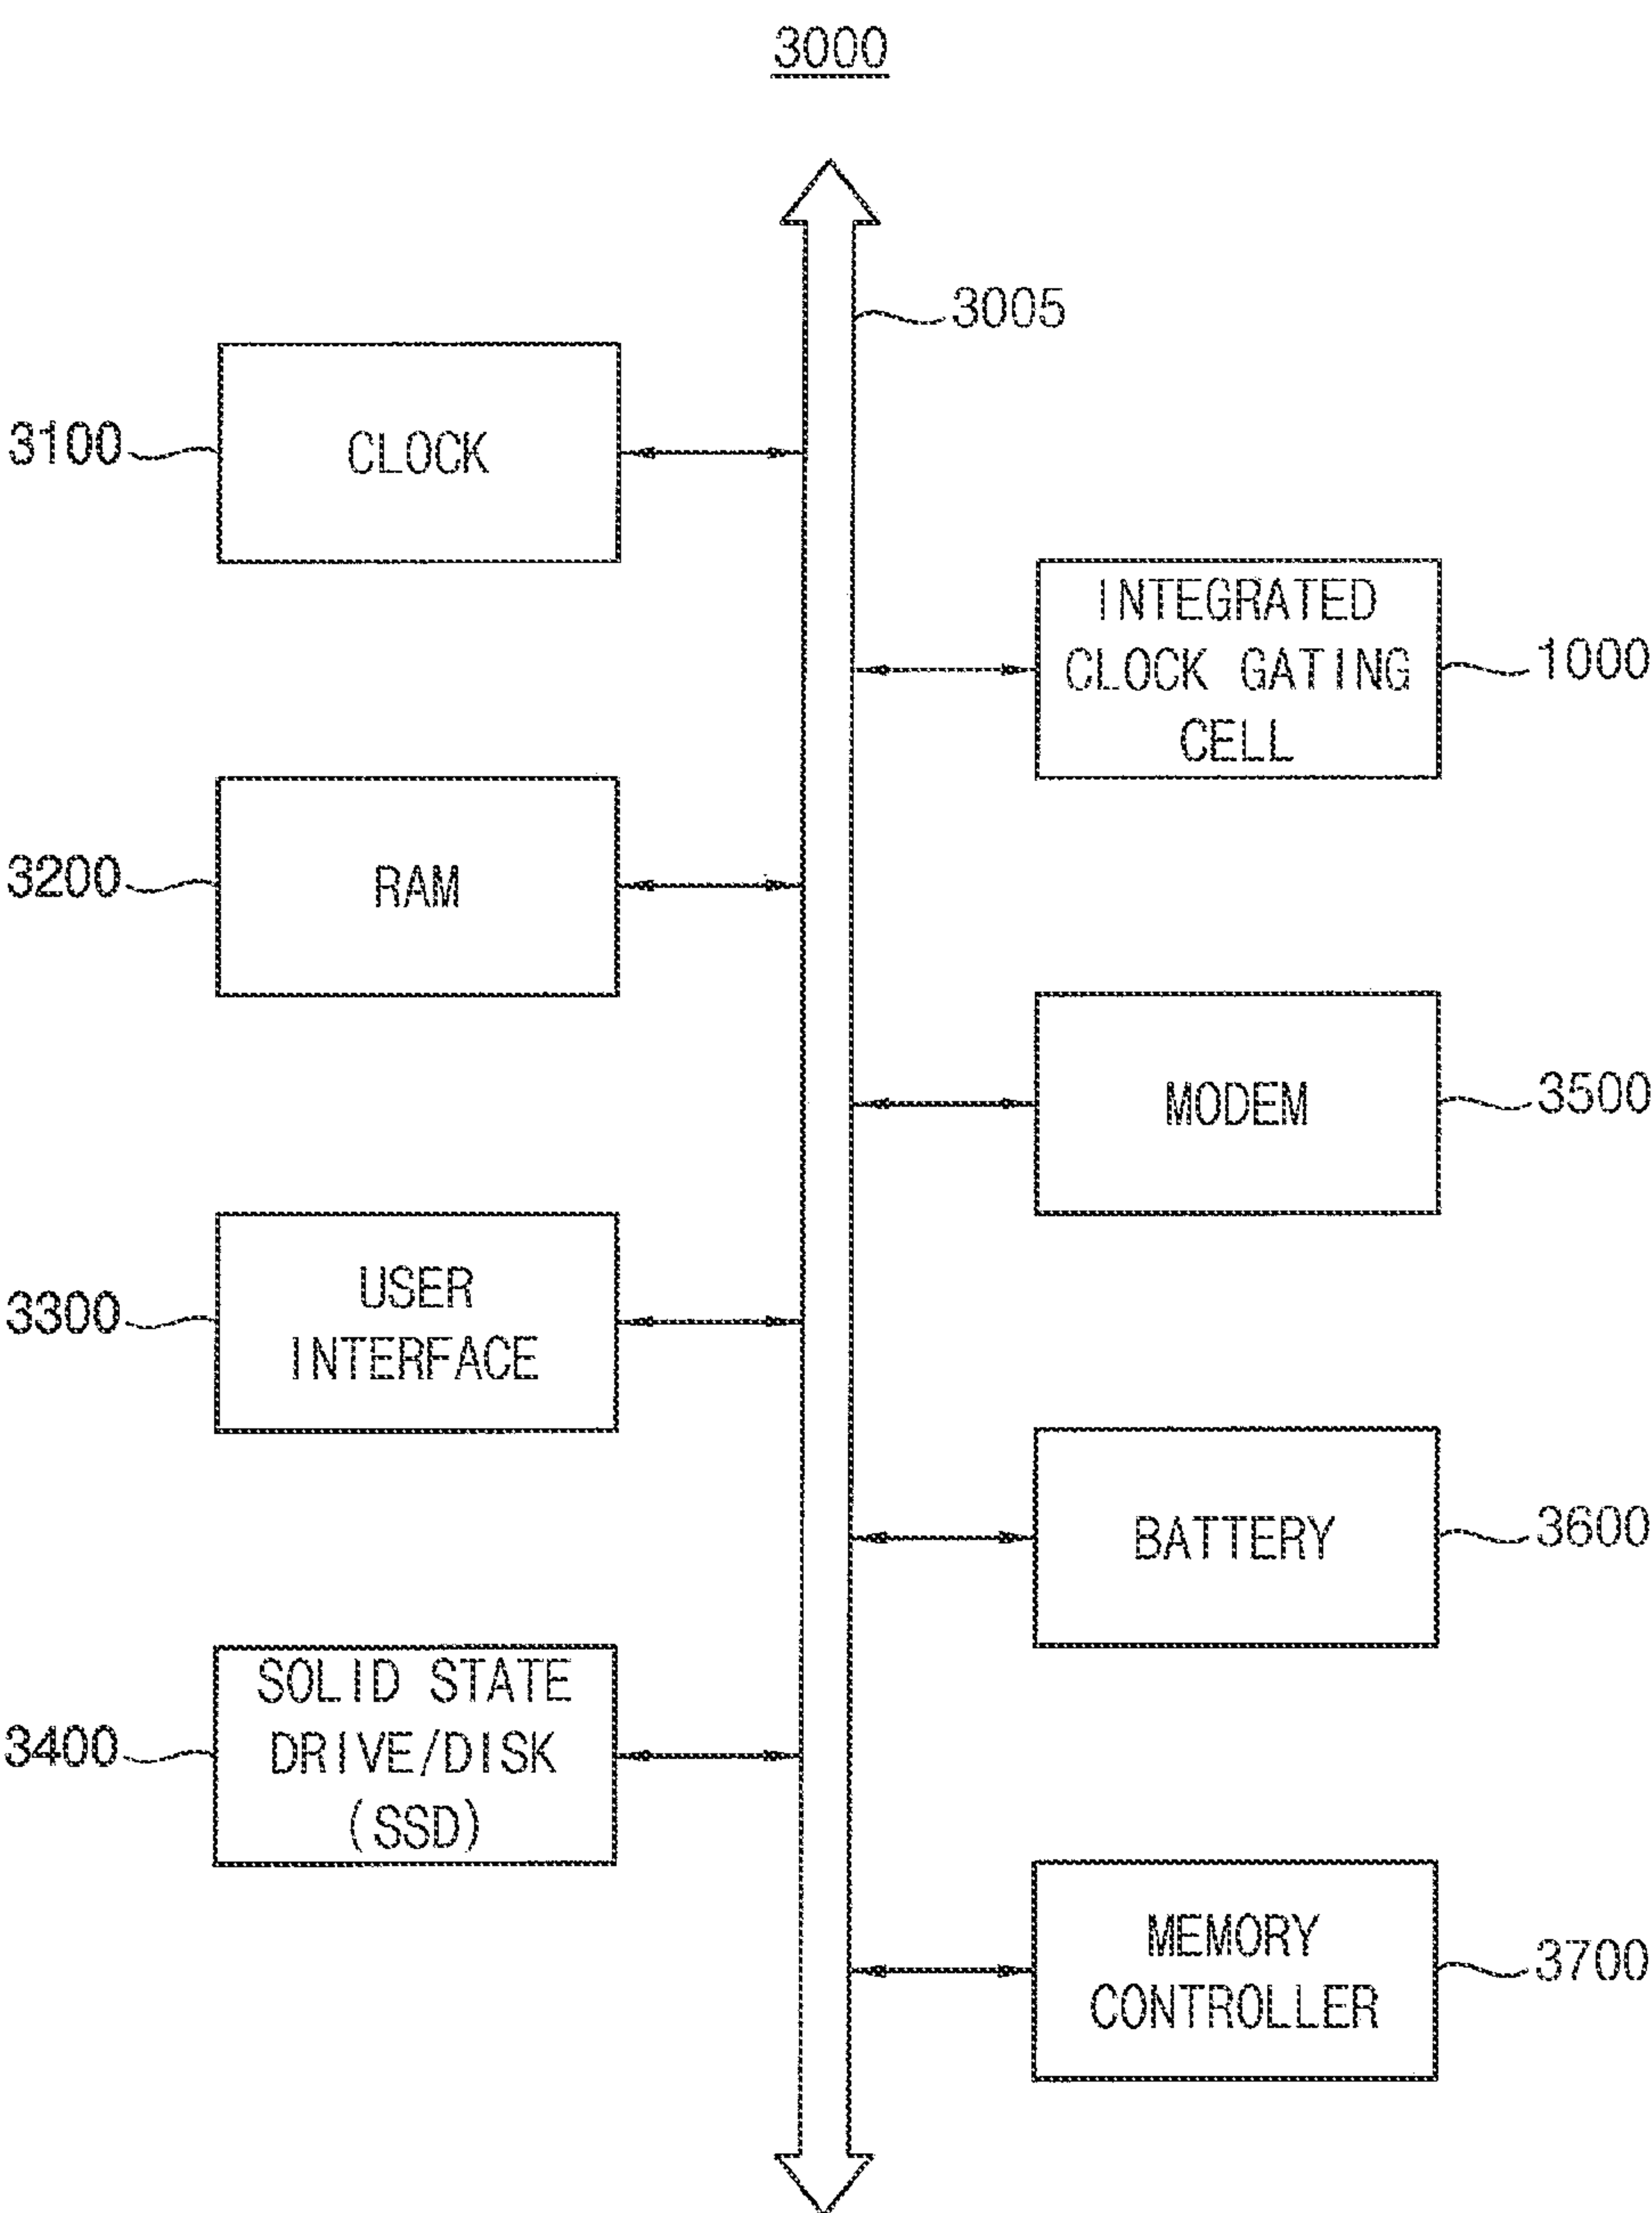 3000
3005
3100
CLOCK
INTEGRATED
CLOCK GATING
CELL
1000
3200
RAM
MODEM
3500
3300
USER
INTERFACE
BATTERY
3600
3400
SOLID STATE
DRIVE/DISK
(SSD)
MEMORY
CONTROLLER
3700